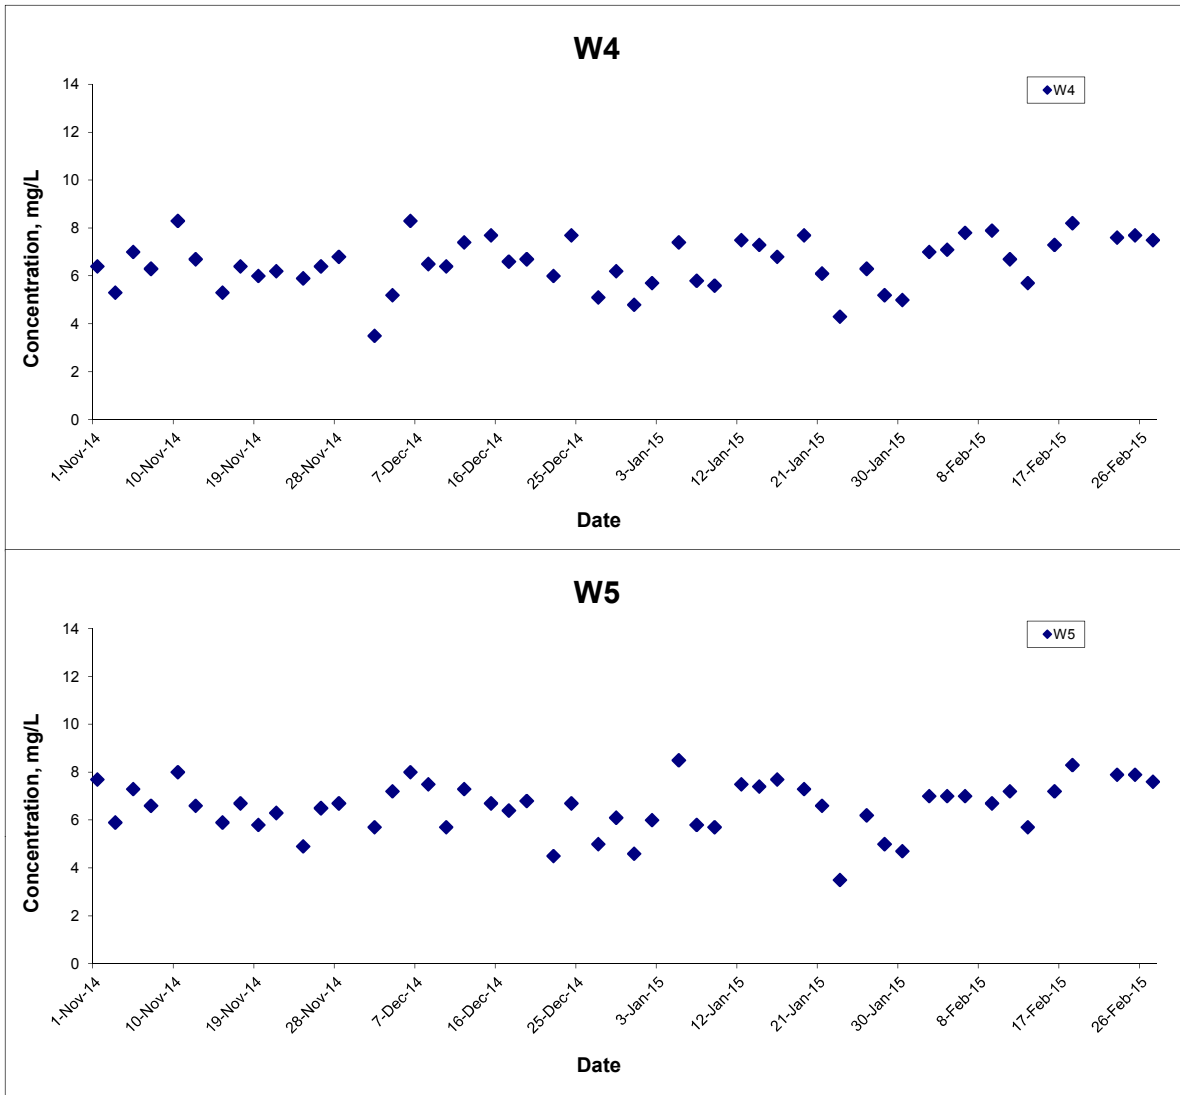 W4
W4
14
12
10
8
6
4
2
0
Concentration, mg/L
1-Nov-14
10-Nov-14
19-Nov-14
28-Nov-14
7-Dec-14
16-Dec-14
25-Dec-14
3-Jan-15
12-Jan-15
21-Jan-15
30-Jan-15
8-Feb-15
17-Feb-15
26-Feb-15
Date
W5
W5
14
12
10
8
6
4
2
0
Concentration, mg/L
1-Nov-14
10-Nov-14
19-Nov-14
28-Nov-14
7-Dec-14
16-Dec-14
25-Dec-14
3-Jan-15
12-Jan-15
21-Jan-15
30-Jan-15
8-Feb-15
17-Feb-15
26-Feb-15
Date